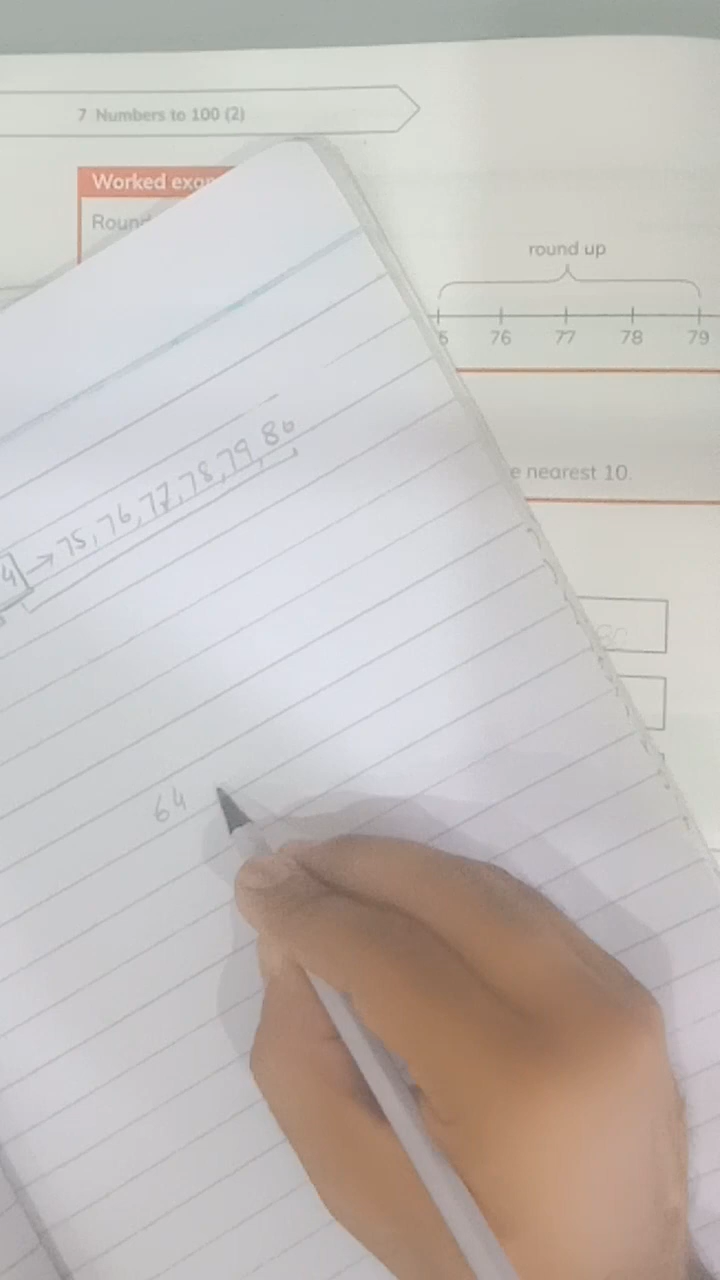 7 Numbers to 100 (2)
Worked
Round
round up
76 77 78 79
4 → 75, 76, 77, 78, 79, 80
e nearest 10.
80
64